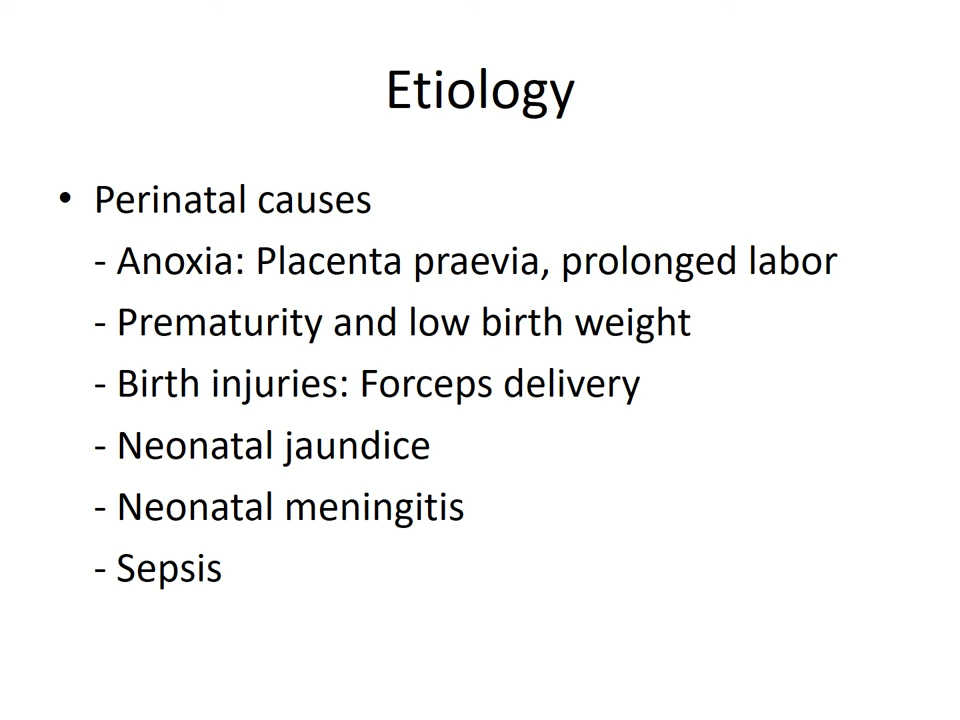 Etiology
• Perinatal causes
- Anoxia: Placenta praevia, prolonged labor
- Prematurity and low birth weight
- Birth injuries: Forceps delivery
- Neonatal jaundice
- Neonatal meningitis
- Sepsis